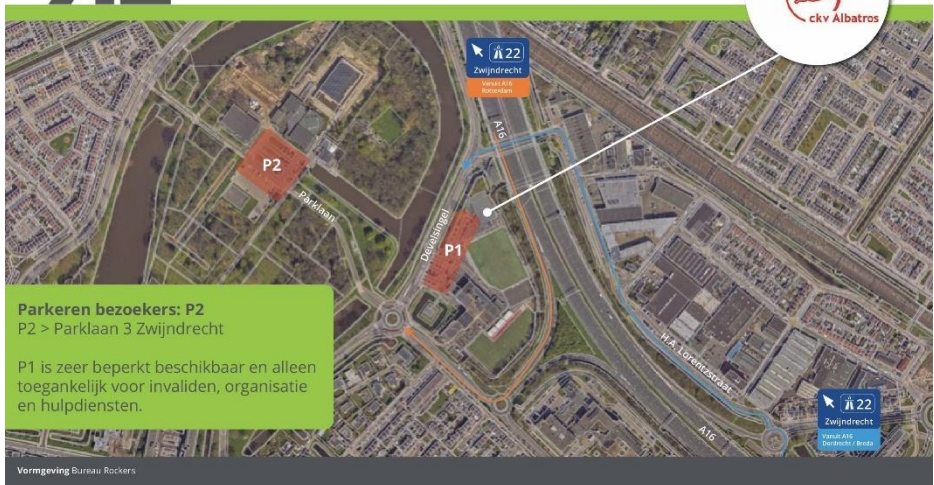 ckv Albatros
22
Zwijndrecht
Vanuit A16
Rotterdam
A16
P2
Parklaan
Develsingel
P1
H.A. Lorentzstraat
Parkeren bezoekers: P2
P2 > Parklaan 3 Zwijndrecht
P1 is zeer beperkt beschikbaar en alleen
toegankelijk voor invaliden, organisatie
en hulpdiensten.
22
Zwijndrecht
Vanuit A16
Dordrecht / Breda
A16
Vormgeving Bureau Rockers